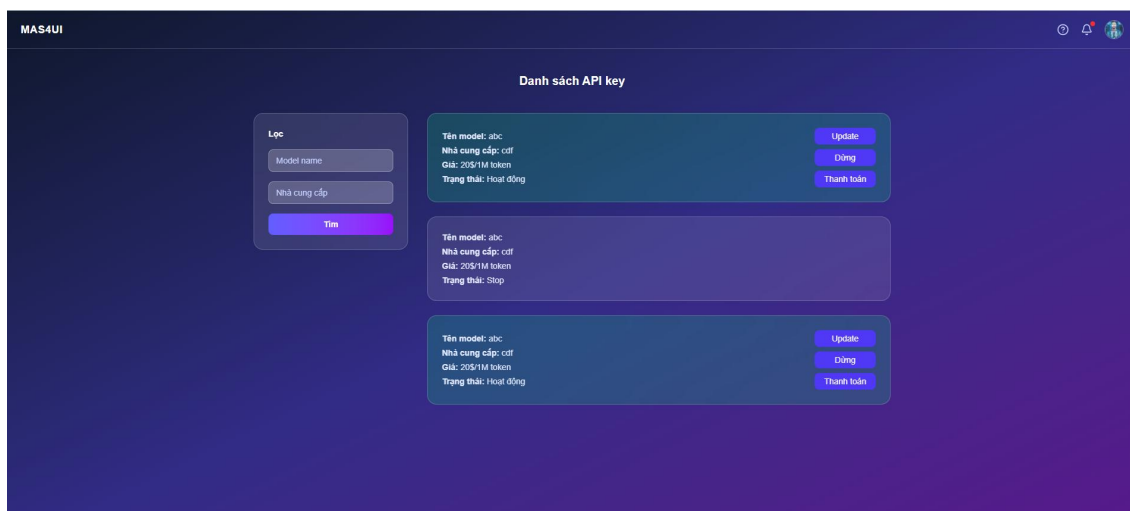 MAS4UI
Danh sách API key
Lọc
Model name
Nhà cung cấp
Tìm
Tên model: abc
Nhà cung cấp: cdf
Giá: 20$/1M token
Trạng thái: Hoạt động
Update
Dừng
Thanh toán
Tên model: abc
Nhà cung cấp: cdf
Giá: 20$/1M token
Trạng thái: Stop
Tên model: abc
Nhà cung cấp: cdf
Giá: 20$/1M token
Trạng thái: Hoạt động
Update
Dừng
Thanh toán